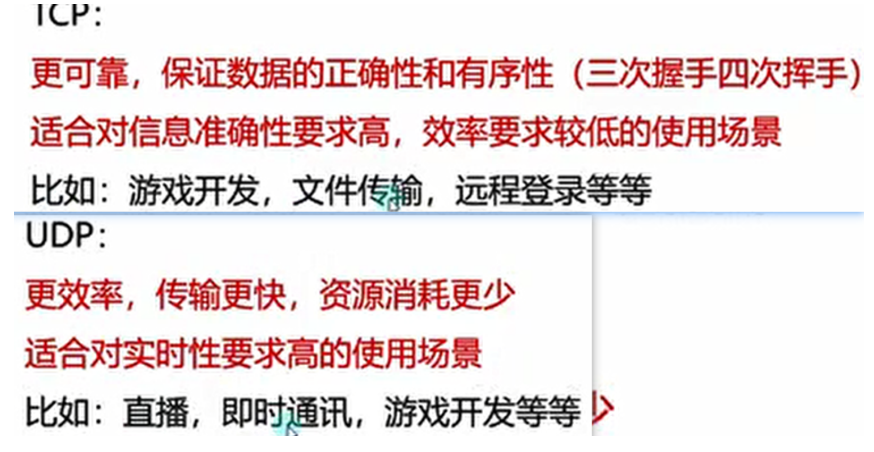 TCP:
更可靠，保证数据的正确性和有序性（三次握手四次挥手）
适合对信息准确性要求高，效率要求较低的使用场景
比如：游戏开发，文件传输，远程登录等等
UDP:
更效率，传输更快，资源消耗更少
适合对实时性要求高的使用场景
比如：直播，即时通讯，游戏开发等等 少